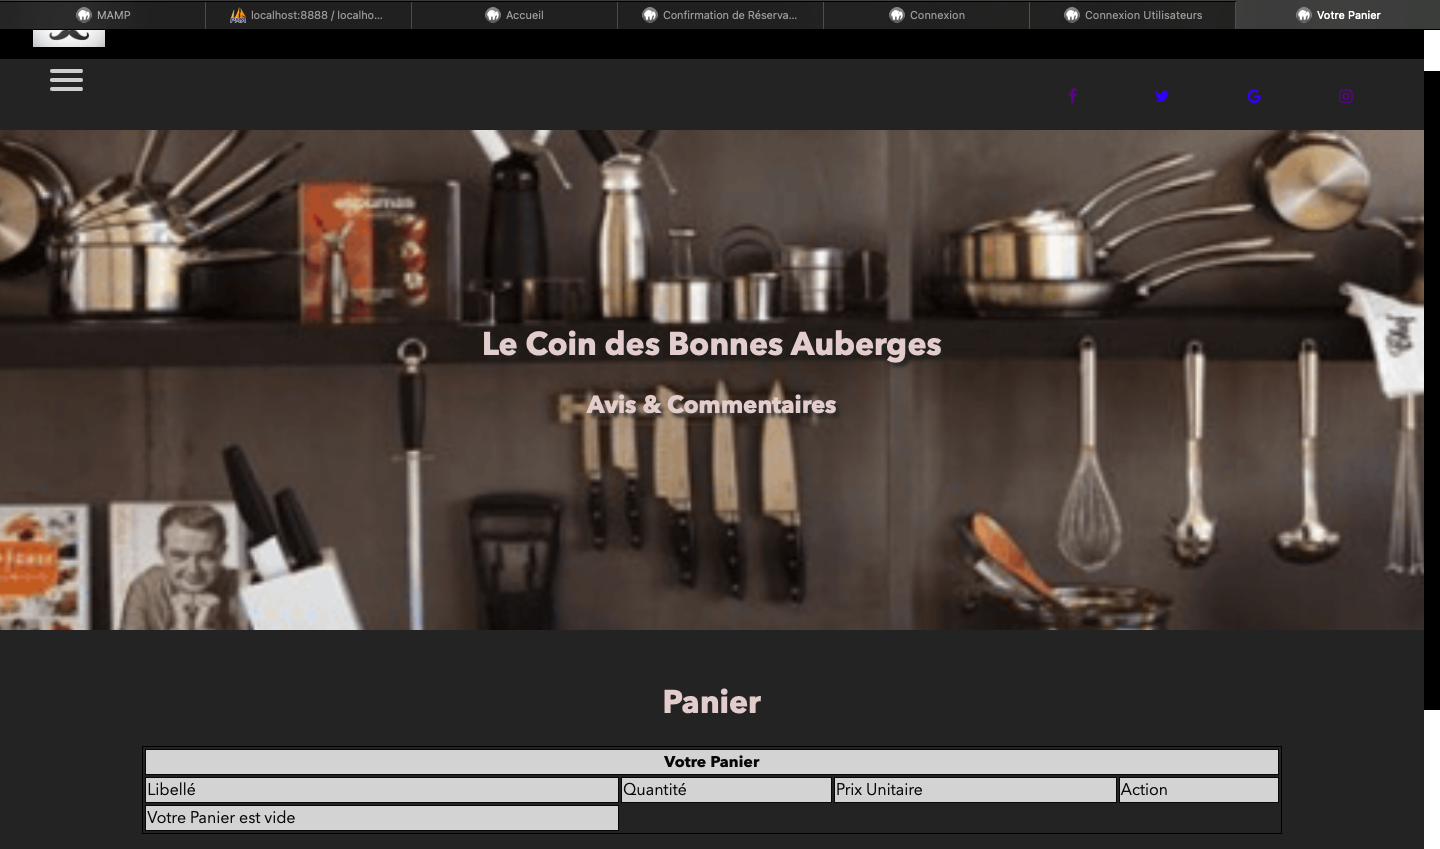 MAMP
localhost:8888 / localho...
Accueil
Confirmation de Réserva...
Connexion
Connexion Utilisateurs
Votre Panier
espumas
Le Coin des Bonnes Auberges
Avis & Commentaires
Panier
Votre Panier
Libellé
Quantité
Prix Unitaire
Action
Votre Panier est vide